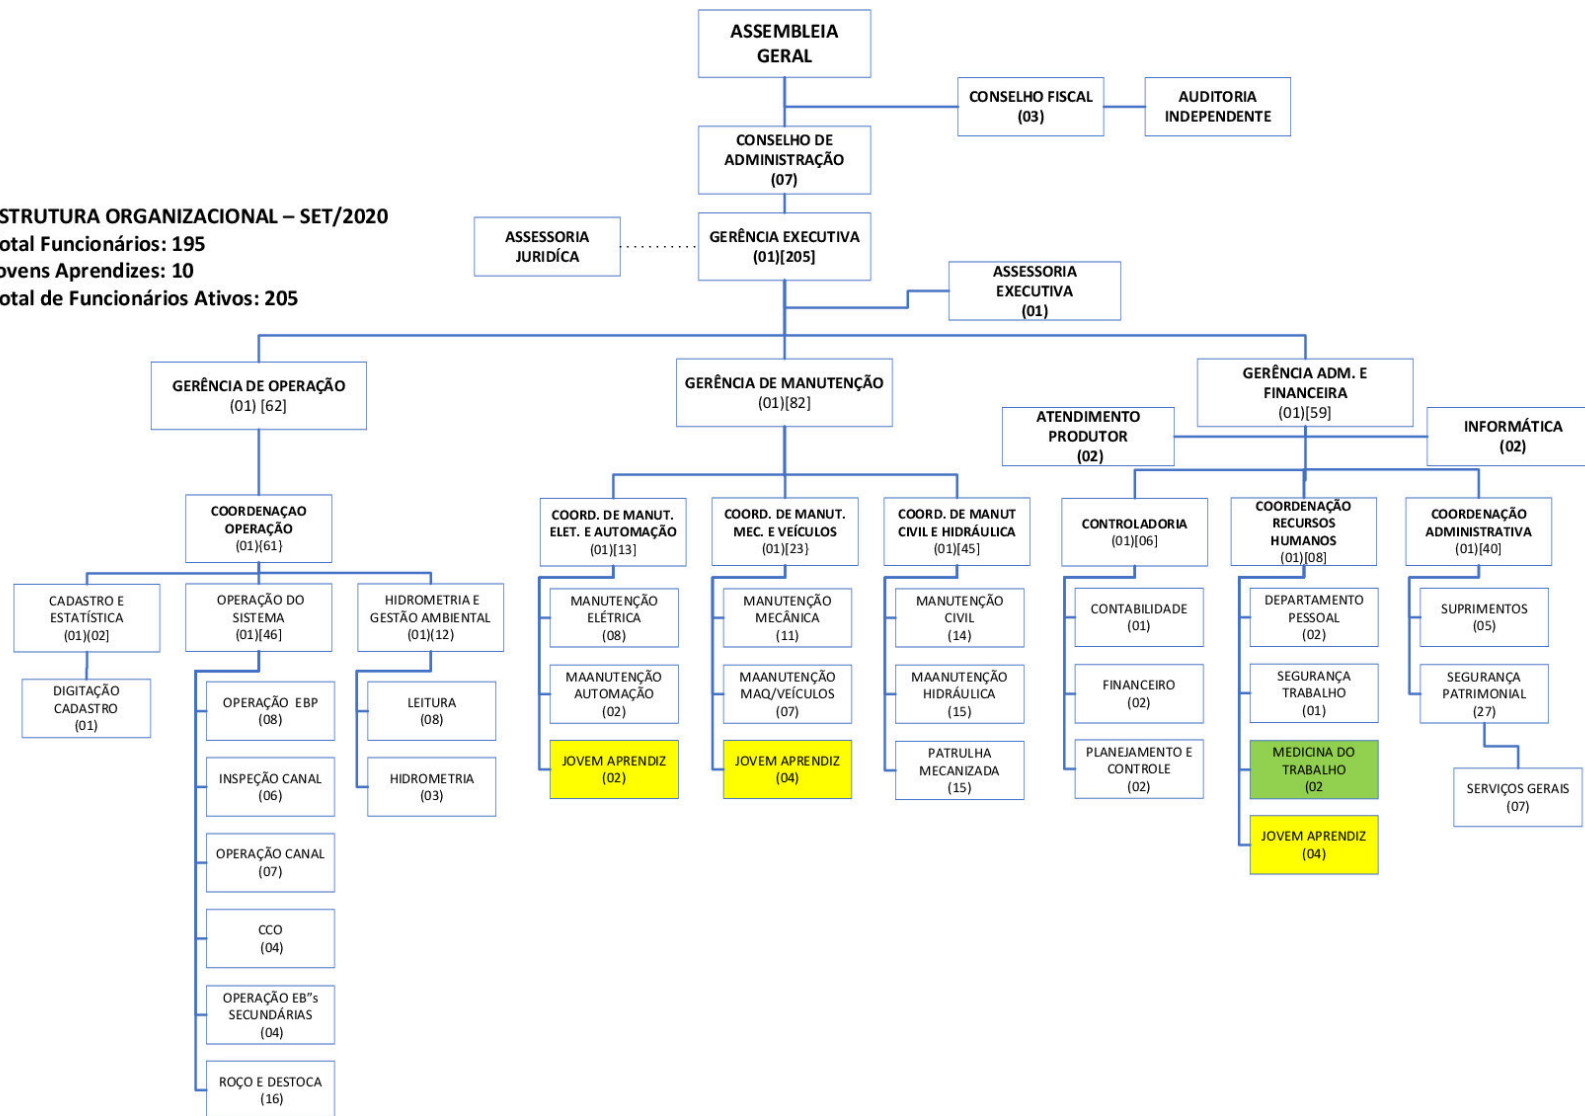 ASSEMBLEIA
GERAL
CONSELHO FISCAL
(03)
AUDITORIA
INDEPENDENTE
CONSELHO DE
ADMINISTRAÇÃO
(07)
STRUTURA ORGANIZACIONAL – SET/2020
otal Funcionários: 195
ovens Aprendizes: 10
otal de Funcionários Ativos: 205
ASSESSORIA
JURIDÍCA
GERÊNCIA EXECUTIVA
(01)[205]
ASSESSORIA
EXECUTIVA
(01)
GERÊNCIA DE OPERAÇÃO
(01) [62]
GERÊNCIA DE MANUTENÇÃO
(01)[82]
GERÊNCIA ADM. E
FINANCEIRA
(01)[59]
ATENDIMENTO
PRODUTOR
(02)
INFORMÁTICA
(02)
COORDENAÇAO
OPERAÇÃO
(01){61}
COORD. DE MANUT.
ELET. E AUTOMAÇÃO
(01)[13]
COORD. DE MANUT.
MEC. E VEÍCULOS
(01)[23}
COORD. DE MANUT
CIVIL E HIDRÁULICA
(01)[45]
CONTROLADORIA
(01)[06]
COORDENAÇÃO
RECURSOS
HUMANOS
(01)[08]
COORDENAÇÃO
ADMINISTRATIVA
(01)[40]
CADASTRO E
ESTATÍSTICA
(01)(02]
OPERAÇÃO DO
SISTEMA
(01)[46]
HIDROMETRIA E
GESTÃO AMBIENTAL
(01)(12)
DIGITAÇÃO
CADASTRO
(01)
OPERAÇÃO EBP
(08)
INSPEÇÃO CANAL
(06)
OPERAÇÃO CANAL
(07)
CCO
(04)
OPERAÇÃO EB"s
SECUNDÁRIAS
(04)
ROÇO E DESTOCA
(16)
LEITURA
(08)
HIDROMETRIA
(03)
MANUTENÇÃO
ELÉTRICA
(08)
MAANUTENÇÃO
AUTOMAÇÃO
(02)
JOVEM APRENDIZ
(02)
MANUTENÇÃO
MECÂNICA
(11)
MAANUTENÇÃO
MAQ/VEÍCULOS
(07)
JOVEM APRENDIZ
(04)
MANUTENÇÃO
CIVIL
(14)
MAANUTENÇÃO
HIDRÁULICA
(15)
PATRULHA
MECANIZADA
(15)
CONTABILIDADE
(01)
FINANCEIRO
(02)
PLANEJAMENTO E
CONTROLE
(02)
DEPARTAMENTO
PESSOAL
(02)
SEGURANÇA
TRABALHO
(01)
MEDICINA DO
TRABALHO
(02
JOVEM APRENDIZ
(04)
SUPRIMENTOS
(05)
SEGURANÇA
PATRIMONIAL
(27)
SERVIÇOS GERAIS
(07)